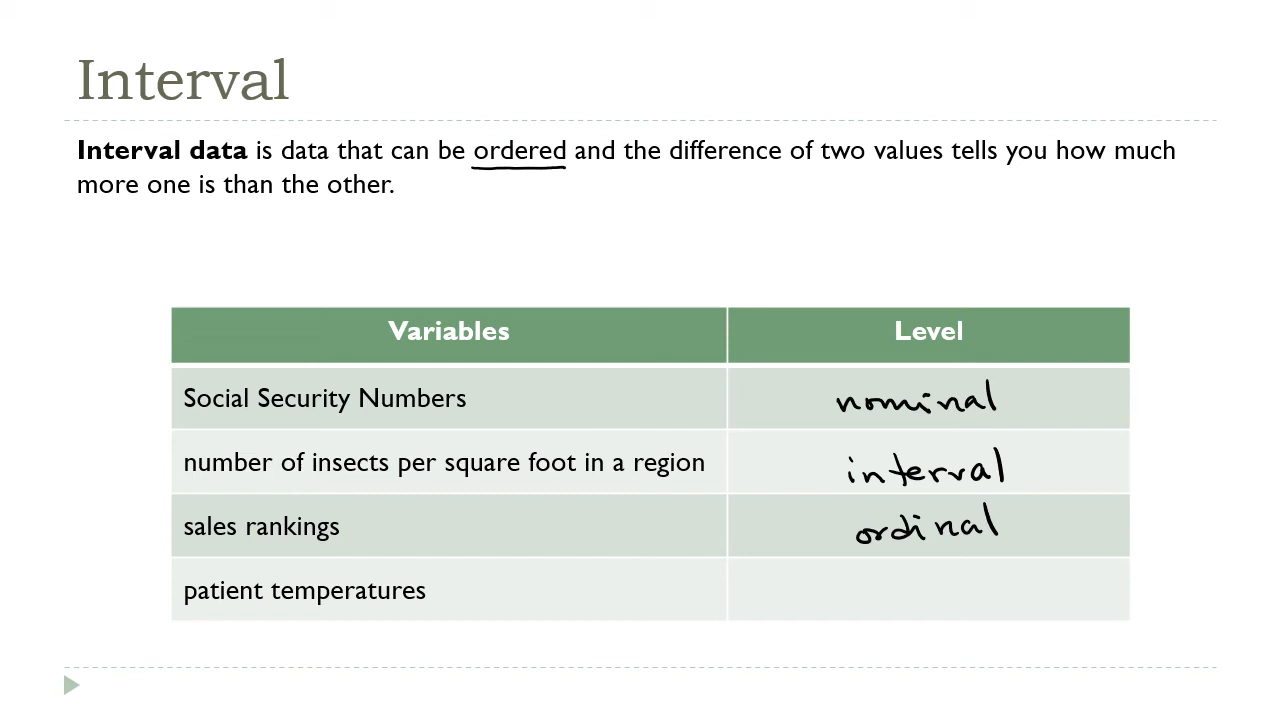 Interval
Interval data is data that can be ordered and the difference of two values tells you how much
more one is than the other.
Variables Level
Social Security Numbers nominal
number of insects per square foot in a region interval
sales rankings ordinal
patient temperatures